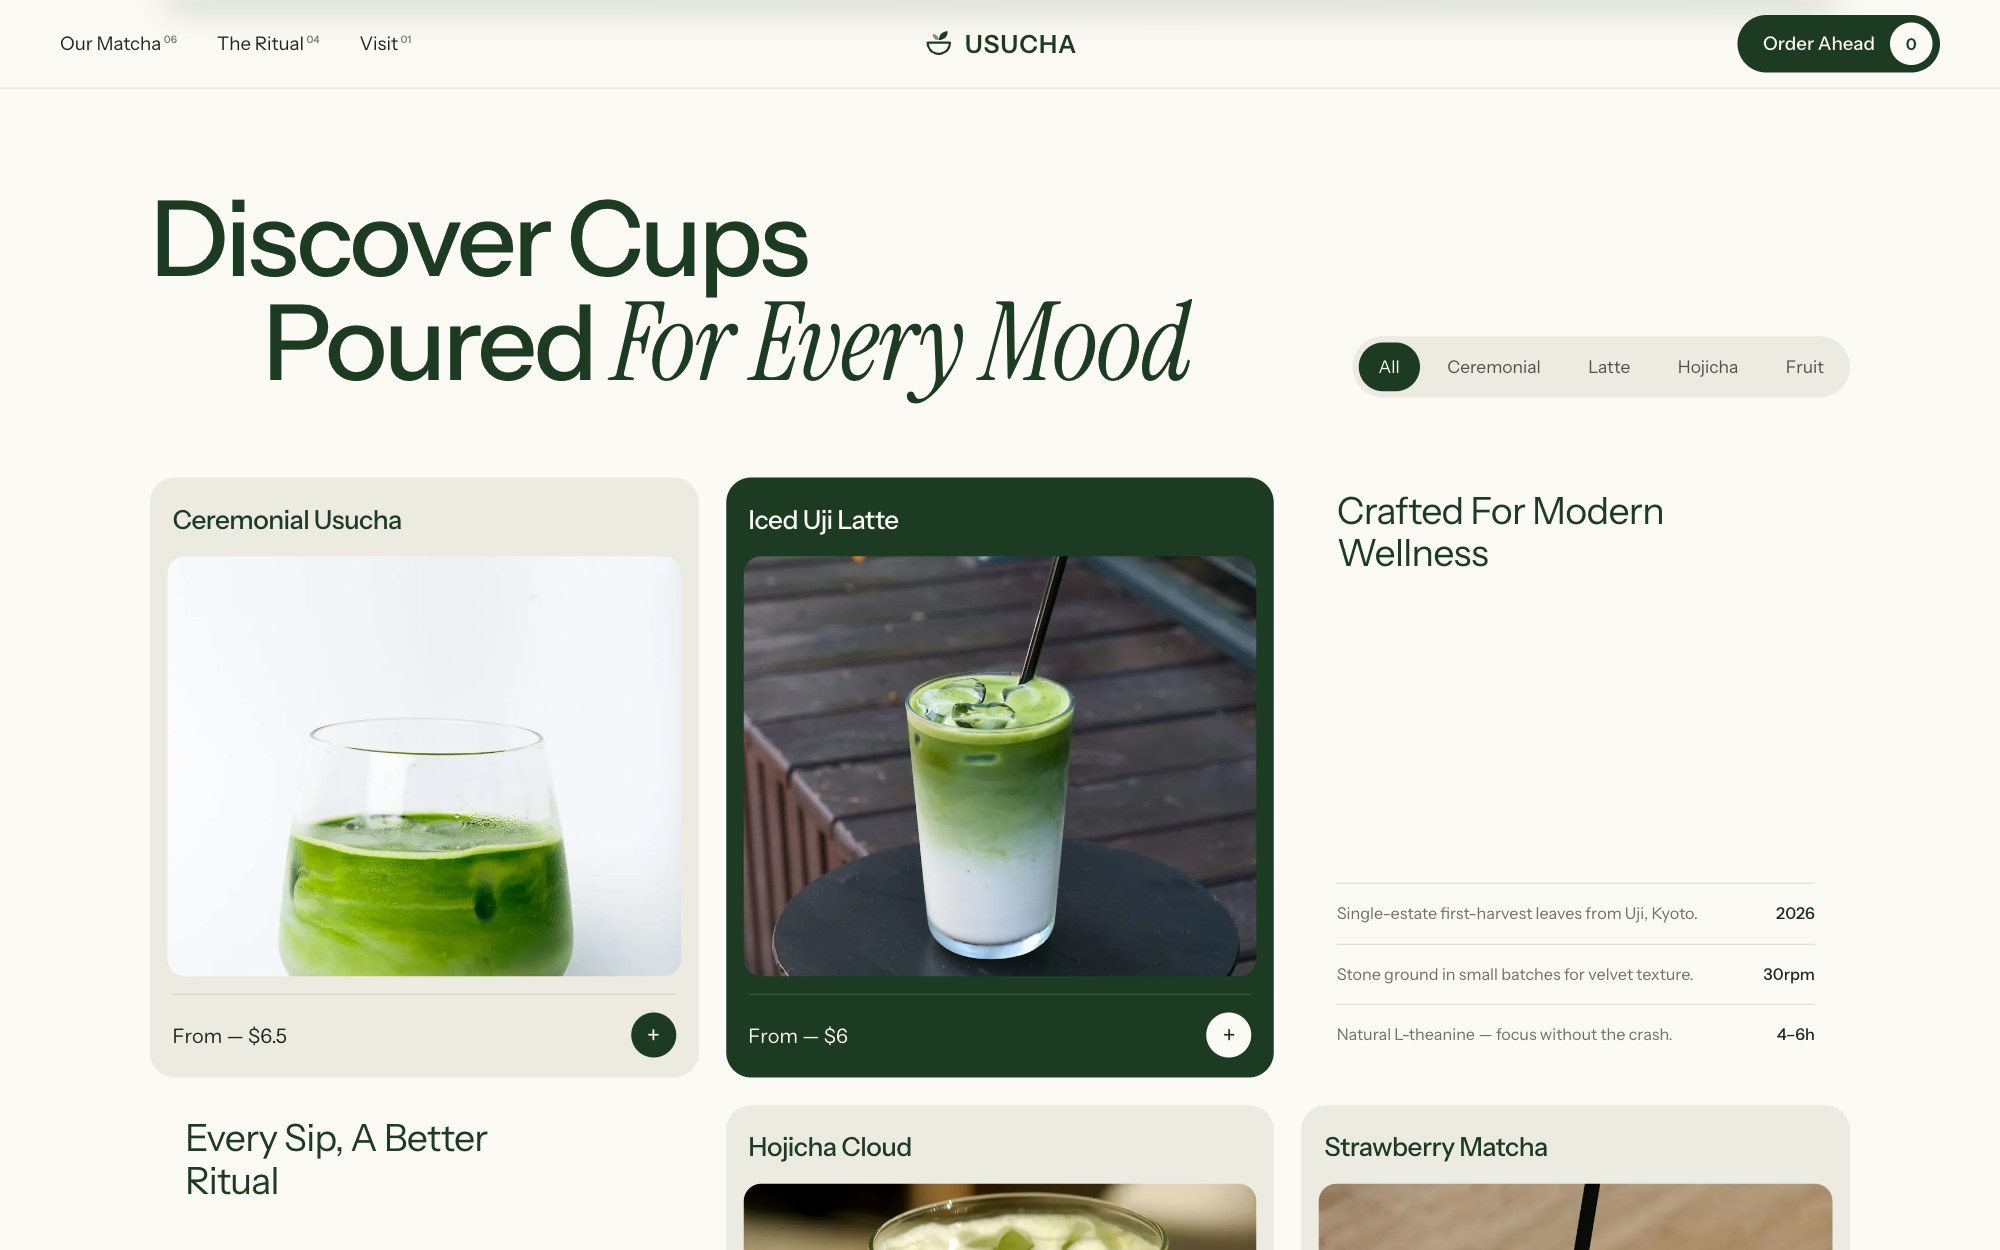 Our Matcha 06
The Ritual 04
Visit 01
USUCHA
Order Ahead 0
Discover Cups
Poured For Every Mood
All
Ceremonial
Latte
Hojicha
Fruit
Ceremonial Usucha
From — $6.5
+
Iced Uji Latte
From — $6
+
Crafted For Modern
Wellness
Single-estate first-harvest leaves from Uji, Kyoto. 2026
Stone ground in small batches for velvet texture. 30rpm
Natural L-theanine — focus without the crash. 4–6h
Every Sip, A Better
Ritual
Hojicha Cloud
Strawberry Matcha